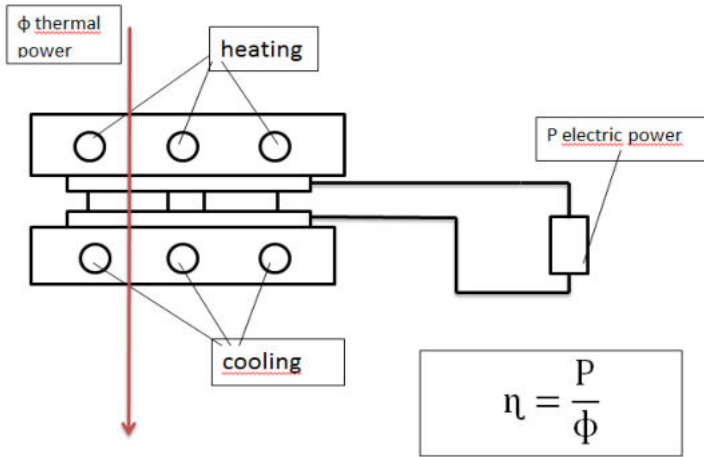 ϕ thermal
power
heating
P electric power
cooling
η = P
ϕ